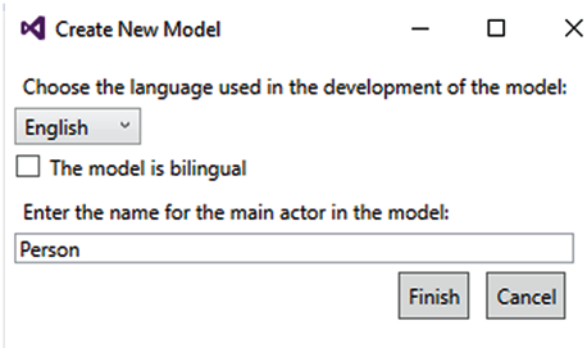 Create New Model
Choose the language used in the development of the model:
English
The model is bilingual
Enter the name for the main actor in the model:
Person
Finish Cancel